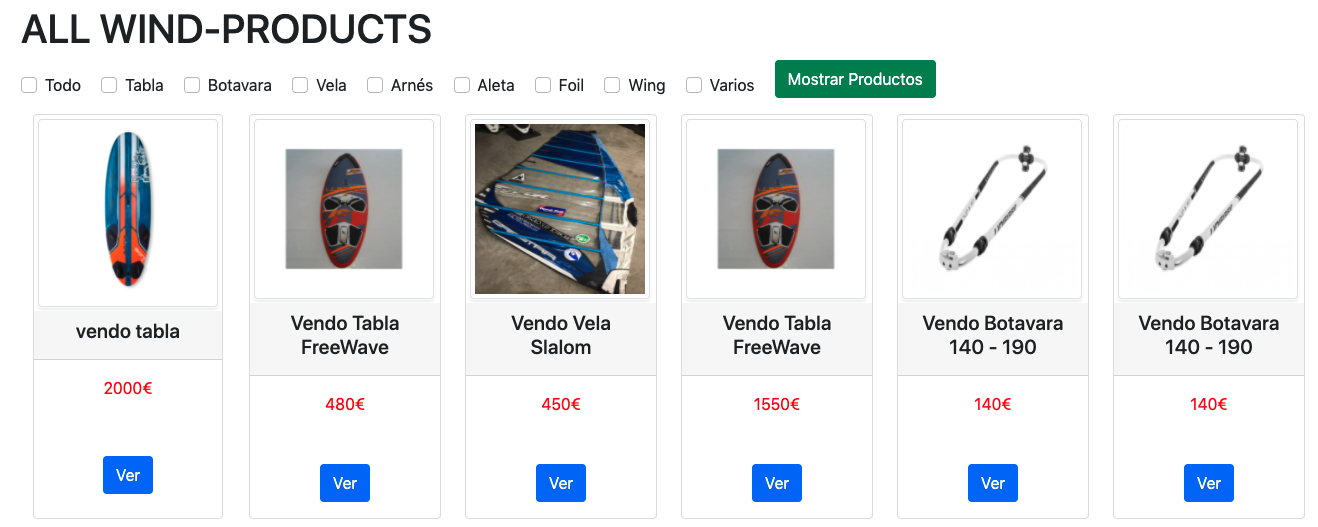 ALL WIND-PRODUCTS
Todo Tabla Botavara Vela Arnés Aleta Foil Wing Varios Mostrar Productos
vendo tabla
2000€
Ver
Vendo Tabla
FreeWave
480€
Ver
Vendo Vela
Slalom
450€
Ver
Vendo Tabla
FreeWave
1550€
Ver
Vendo Botavara
140 - 190
140€
Ver
Vendo Botavara
140 - 190
140€
Ver